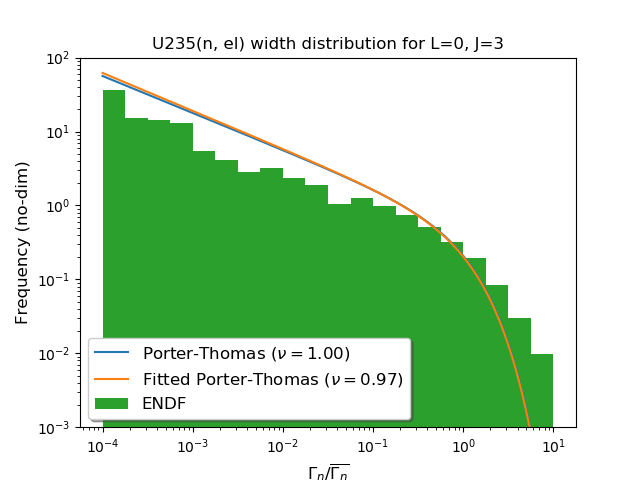 U235(n, el) width distribution for L=0, J=3
Frequency (no-dim)
10²
10¹
10⁰
10⁻¹
10⁻²
10⁻³
Porter-Thomas (ν = 1.00)
Fitted Porter-Thomas (ν = 0.97)
ENDF
10⁻⁴ 10⁻³ 10⁻² 10⁻¹ 10⁰ 10¹
Γₙ/Γ̅ₙ̅